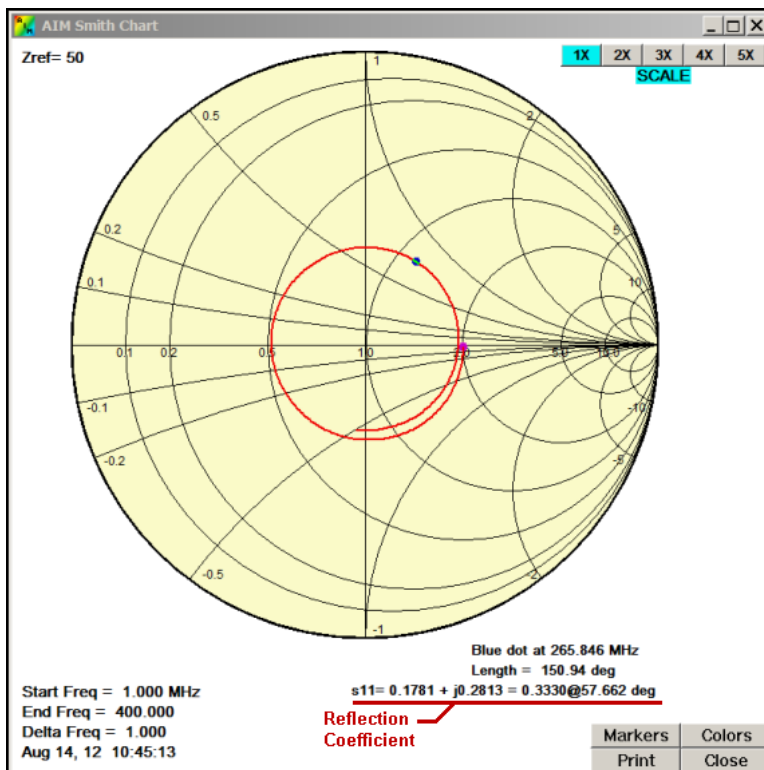 AIM Smith Chart
Zref= 50
1X 2X 3X 4X 5X
SCALE
1
0.5
2
0.2
5
0.1
10
0.1 0.2 0.5 1.0 2.0 5.0 10.0
-0.1
-10
-0.2
-5
-0.5
-2
-1
Blue dot at 265.846 MHz
Length = 150.94 deg
s11= 0.1781 + j0.2813 = 0.3330@57.662 deg
Start Freq = 1.000 MHz
End Freq = 400.000
Delta Freq = 1.000
Aug 14, 12 10:45:13
Reflection
Coefficient
Markers Colors
Print Close